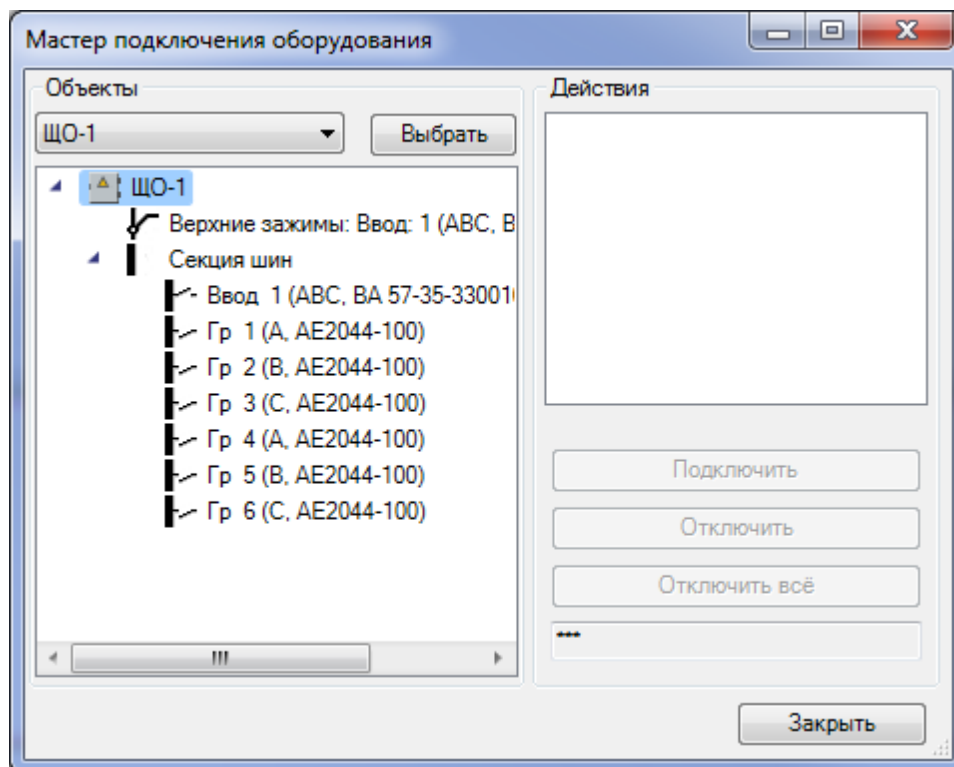 Мастер подключения оборудования
Объекты
ЩО-1
Выбрать
ЩО-1
Верхние зажимы: Ввод: 1 (ABC, B
Секция шин
Ввод 1 (ABC, ВА 57-35-33001
Гр 1 (A, AE2044-100)
Гр 2 (B, AE2044-100)
Гр 3 (C, AE2044-100)
Гр 4 (A, AE2044-100)
Гр 5 (B, AE2044-100)
Гр 6 (C, AE2044-100)
Действия
Подключить
Отключить
Отключить всё
***
Закрыть